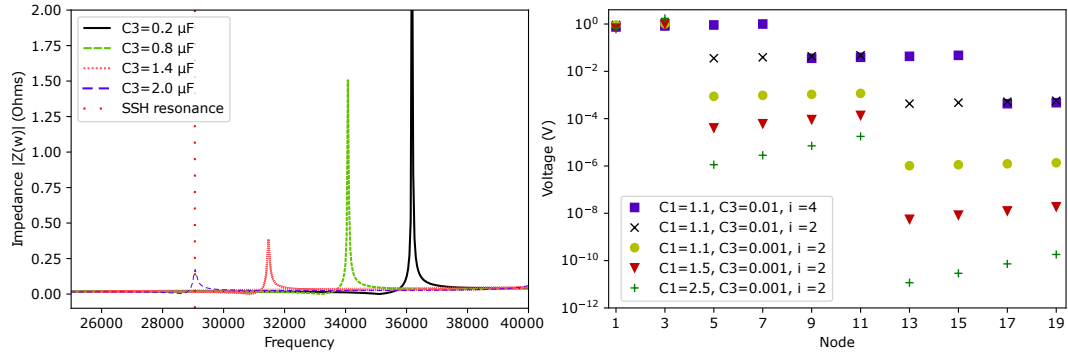 2.00
1.75
1.50
1.25
1.00
0.75
0.50
0.25
0.00
Impedance |Z(w)| (Ohms)
C3=0.2 μF
C3=0.8 μF
C3=1.4 μF
C3=2.0 μF
SSH resonance
26000 28000 30000 32000 34000 36000 38000 40000
Frequency
10^0
10^-2
10^-4
10^-6
10^-8
10^-10
10^-12
Voltage (V)
C1=1.1, C3=0.01, i =4
C1=1.1, C3=0.01, i =2
C1=1.1, C3=0.001, i =2
C1=1.5, C3=0.001, i =2
C1=2.5, C3=0.001, i =2
1 3 5 7 9 11 13 15 17 19
Node